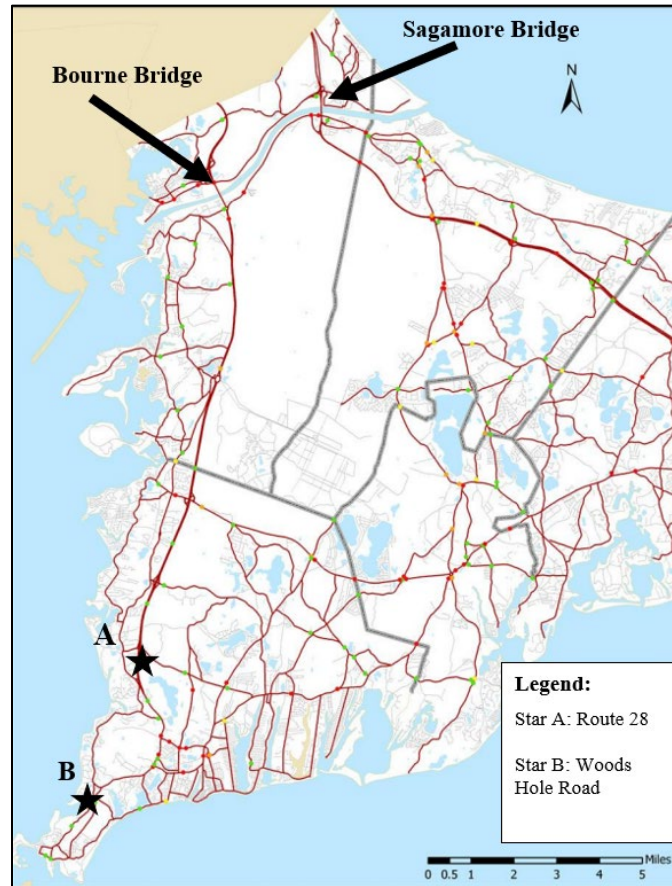 Sagamore Bridge
Bourne Bridge
N
A
B
Legend:
Star A: Route 28
Star B: Woods
Hole Road
Miles
0 0.5 1 2 3 4 5